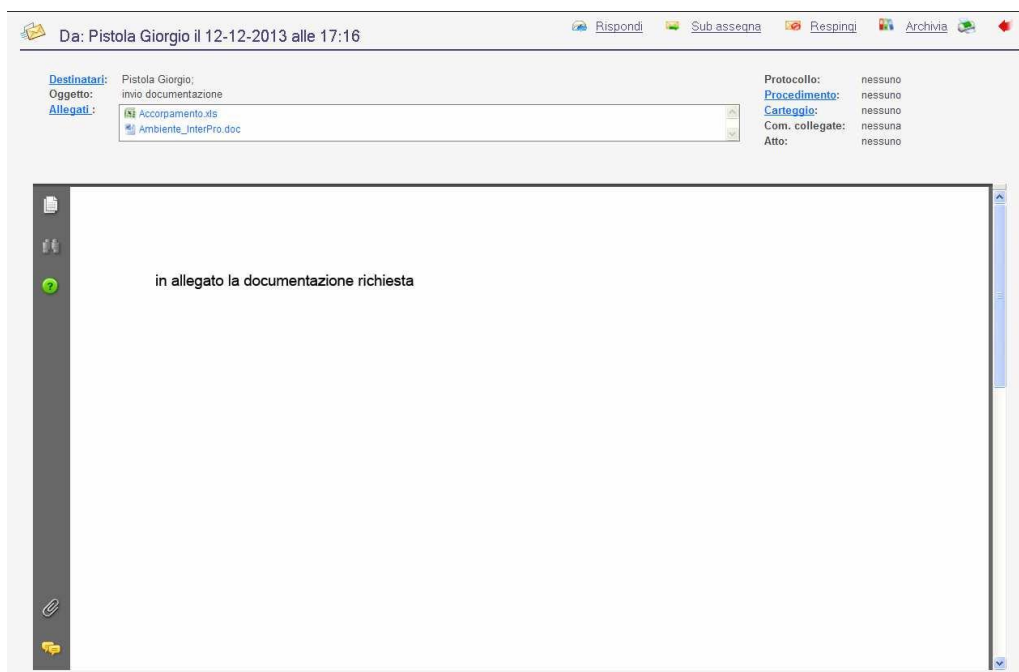 Da: Pistola Giorgio il 12-12-2013 alle 17:16
Rispondi Sub assegna Respingi Archivia
Destinatari: Pistola Giorgio;
Oggetto: invio documentazione
Allegati : Accorpamento.xls
Ambiente_InterPro.doc
Protocollo: nessuno
Procedimento: nessuno
Carteggio: nessuno
Com. collegate: nessuna
Atto: nessuno
in allegato la documentazione richiesta